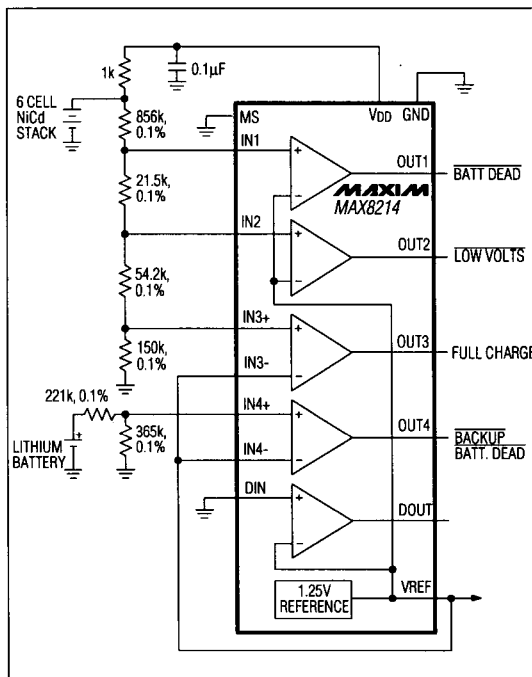 1k
0.1µF
6 CELL
NiCd
STACK
856k,
0.1%
MS
VDD
GND
IN1
OUT1
BATT DEAD
MAXIM
MAX8214
21.5k,
0.1%
IN2
OUT2
LOW VOLTS
54.2k,
0.1%
IN3+
OUT3
FULL CHARGE
150k,
0.1%
IN3-
221k, 0.1%
IN4+
OUT4
BACKUP
BATT. DEAD
365k,
0.1%
LITHIUM
BATTERY
+
IN4-
DIN
DOUT
1.25V
REFERENCE
VREF
+
−
+
−
+
−
+
−
+
−